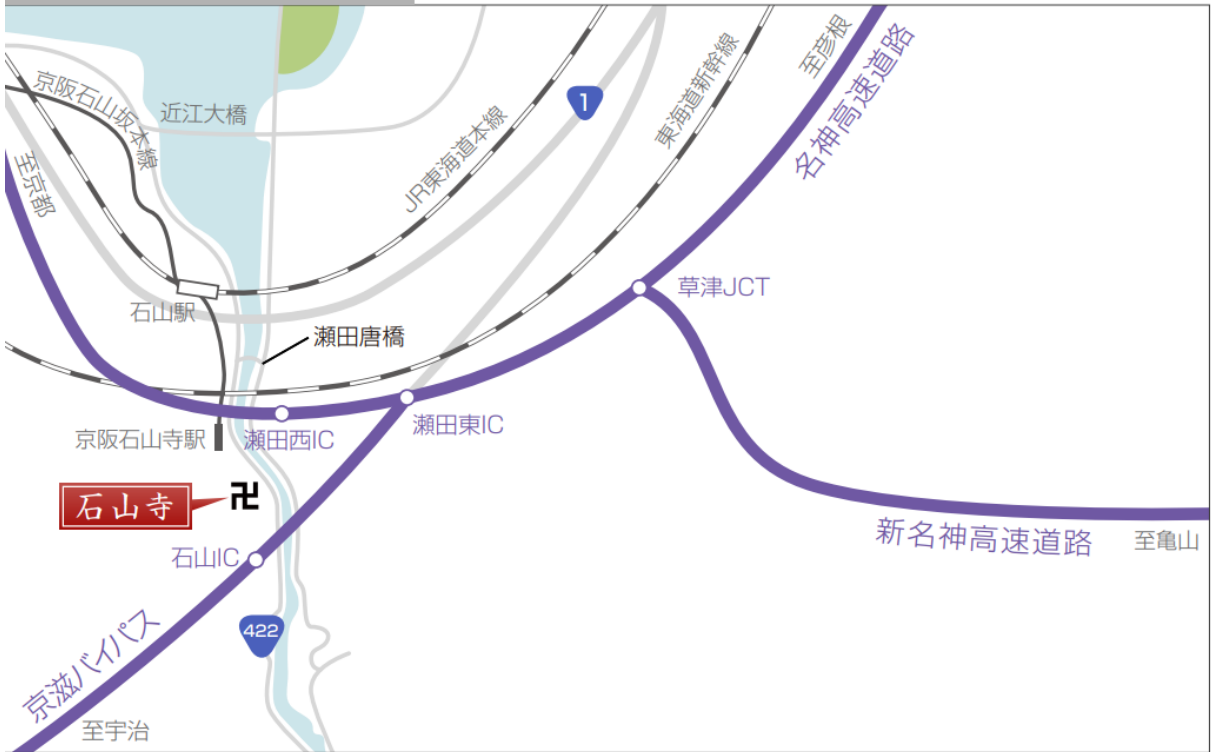 京阪石山坂本線
近江大橋
至京都
JR東海道本線
1
東海道新幹線
至彦根
名神高速道路
石山駅
瀬田唐橋
草津JCT
京阪石山寺駅
瀬田西IC
瀬田東IC
石山寺
卍
石山IC
新名神高速道路
至亀山
422
京滋バイパス
至宇治